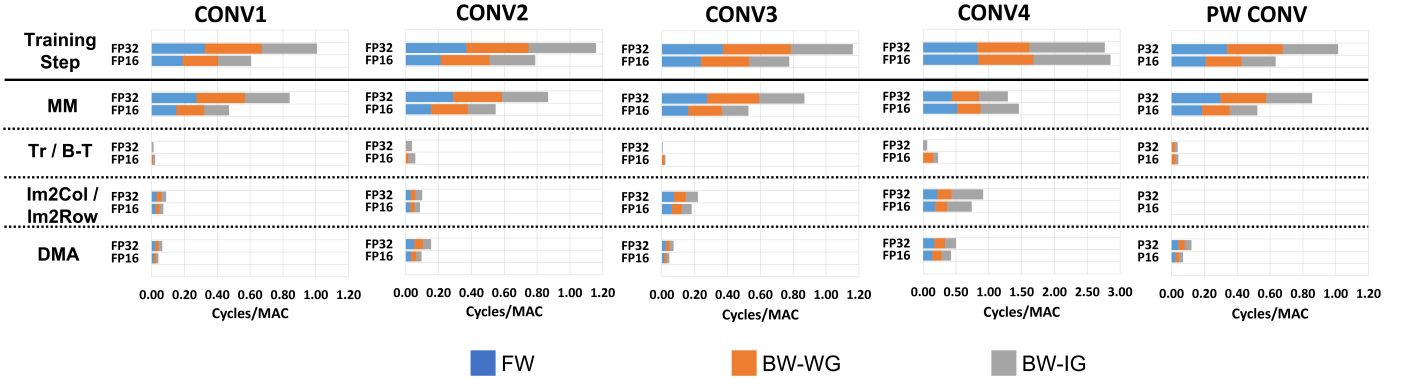 CONV1 CONV2 CONV3 CONV4 PW CONV
Training Step
FP32 FP32 FP32 FP32 P32
FP16 FP16 FP16 FP16 P16
MM
FP32 FP32 FP32 FP32 P32
FP16 FP16 FP16 FP16 P16
Tr / B-T
FP32 FP32 FP32 FP32 P32
FP16 FP16 FP16 FP16 P16
Im2Col /
Im2Row
FP32 FP32 FP32 FP32 P32
FP16 FP16 FP16 FP16 P16
DMA
FP32 FP32 FP32 FP32 P32
FP16 FP16 FP16 FP16 P16
0.00 0.20 0.40 0.60 0.80 1.00 1.20 0.00 0.20 0.40 0.60 0.80 1.00 1.20 0.00 0.20 0.40 0.60 0.80 1.00 1.20 0.00 0.50 1.00 1.50 2.00 2.50 3.00 0.00 0.20 0.40 0.60 0.80 1.00 1.20
Cycles/MAC Cycles/MAC Cycles/MAC Cycles/MAC Cycles/MAC
FW BW-WG BW-IG